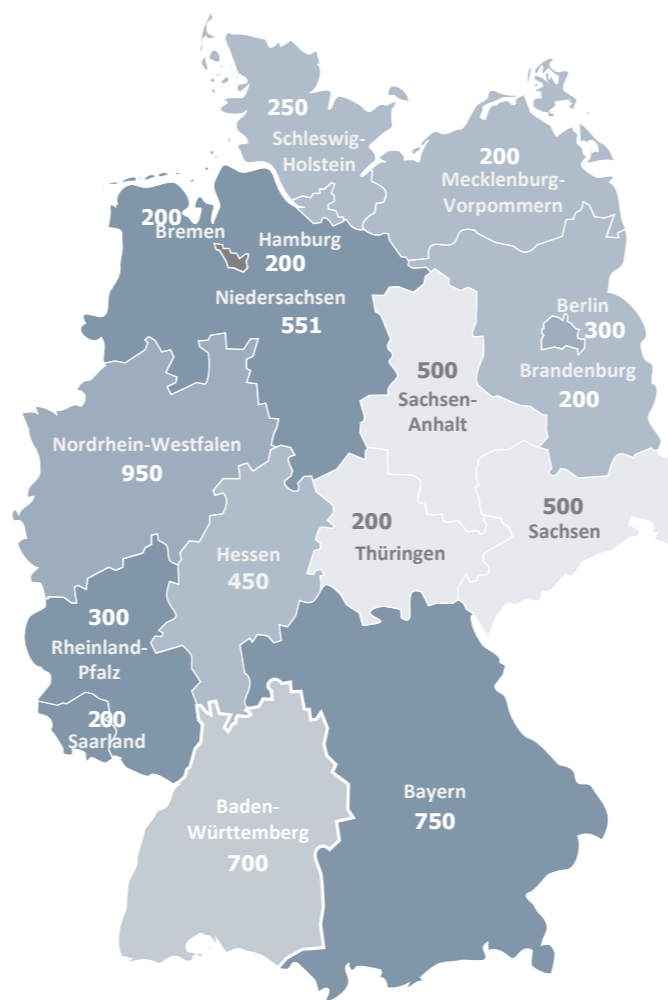 250
Schleswig-
Holstein
200
Mecklenburg-
Vorpommern
200
Bremen
Hamburg
200
Niedersachsen
551
Berlin
300
Brandenburg
200
500
Sachsen-
Anhalt
Nordrhein-Westfalen
950
500
Sachsen
200
Thüringen
Hessen
450
300
Rheinland-
Pfalz
200
Saarland
Bayern
750
Baden-
Württemberg
700